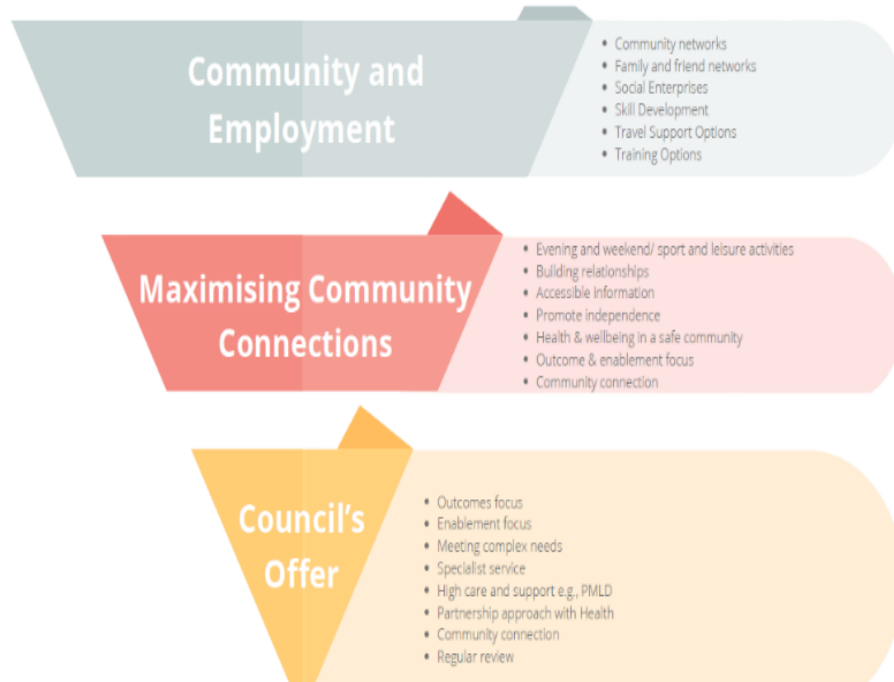 Community and
Employment
• Community networks
• Family and friend networks
• Social Enterprises
• Skill Development
• Travel Support Options
• Training Options
Maximising Community
Connections
• Evening and weekend/ sport and leisure activities
• Building relationships
• Accessible Information
• Promote independence
• Health & wellbeing in a safe community
• Outcome & enablement focus
• Community connection
Council's
Offer
• Outcomes focus
• Enablement focus
• Meeting complex needs
• Specialist service
• High care and support e.g., PMLD
• Partnership approach with Health
• Community connection
• Regular review